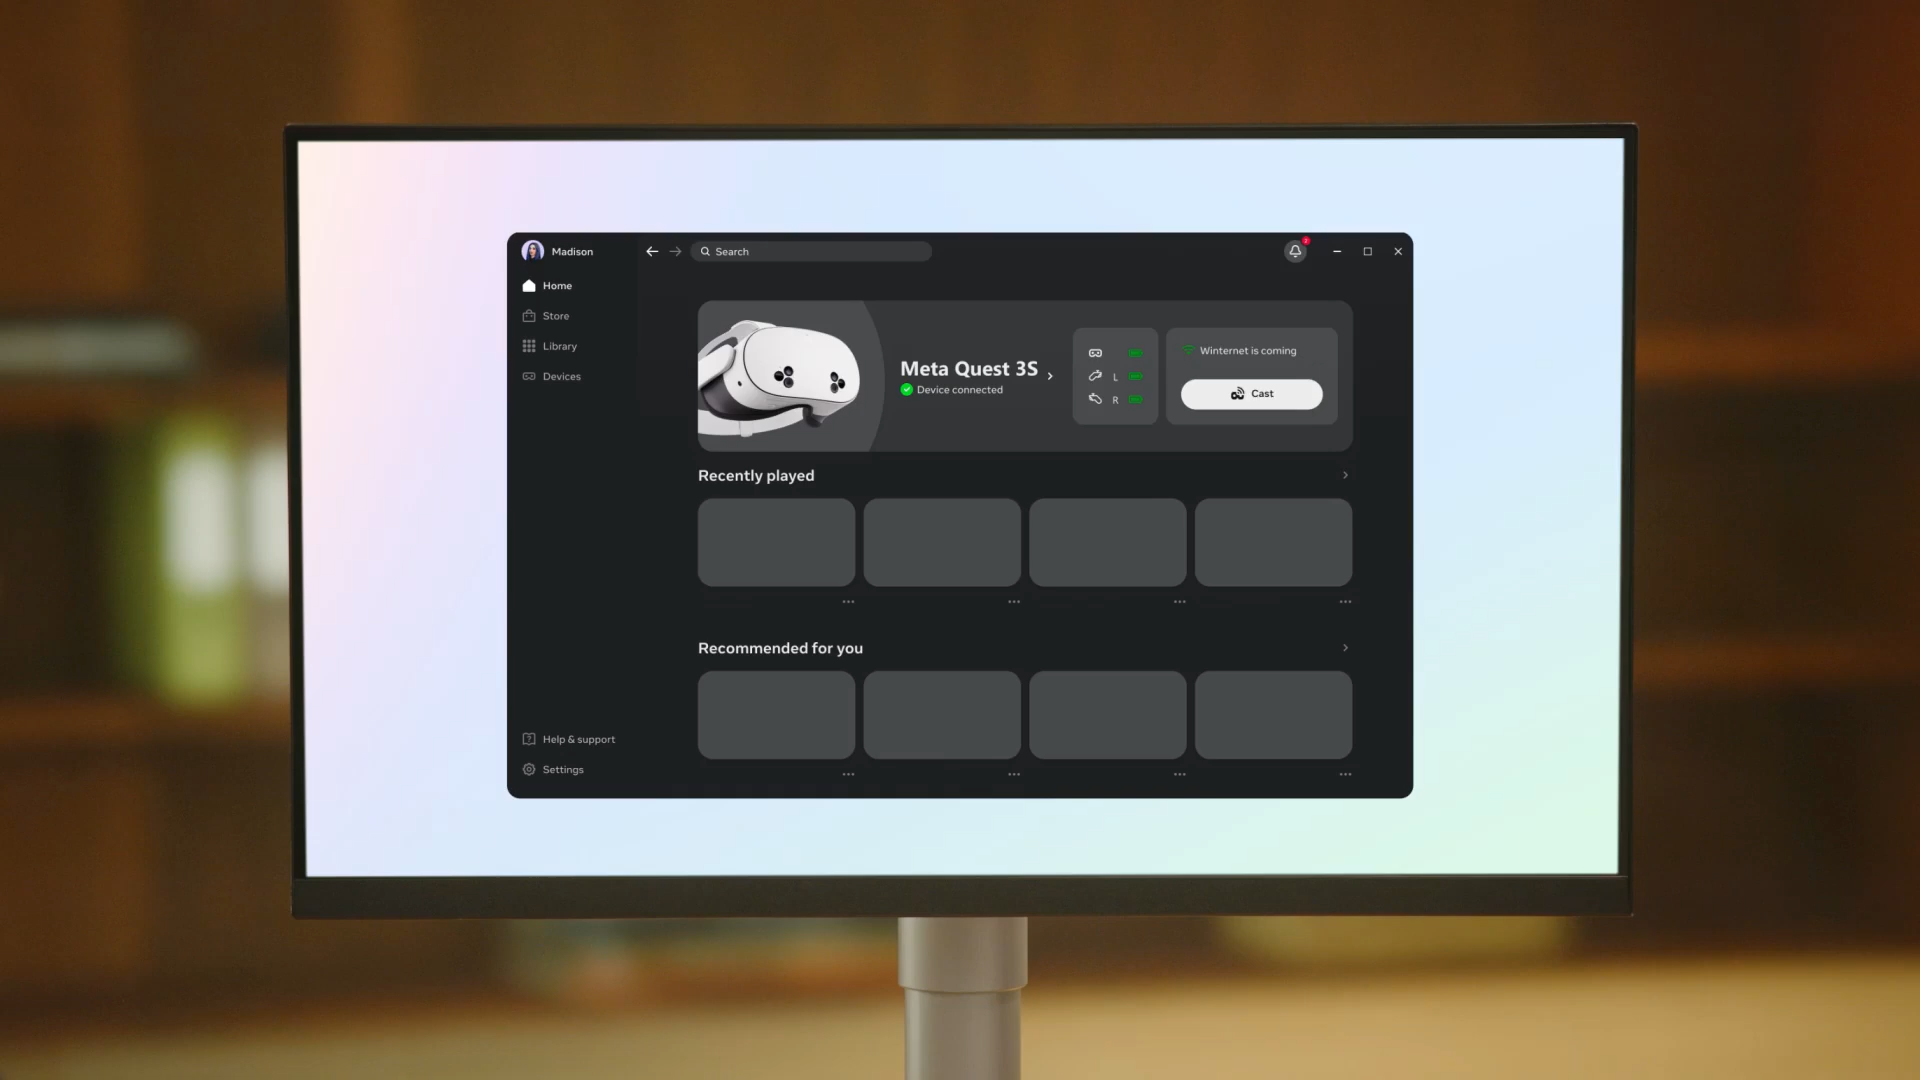 Madison
Search
2
Home
Store
Library
Devices
Meta Quest 3S
Device connected
L
R
Winternet is coming
Cast
Recently played
Recommended for you
Help & support
Settings